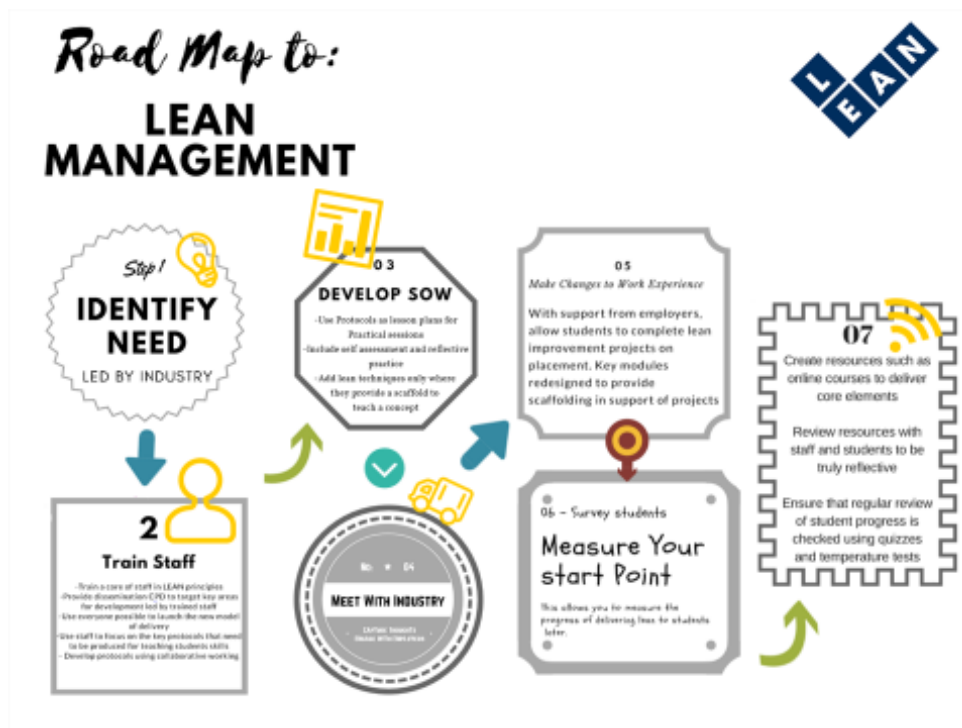 Road Map to:
LEAN
MANAGEMENT
LEAN
Step 1
IDENTIFY
NEED
LED BY INDUSTRY
2
Train Staff
-Train a core of staff in LEAN principles
-Provide dissemination CPD to target key areas
for development led by trained staff
-Use everyone possible to launch the new model
of delivery
-Use staff to focus on the key protocols that need
to be produced for teaching students skills
- Develop protocols using collaborative working
03
DEVELOP SOW
-Use Protocols as lesson plans for
Practical sessions
-Include self assessment and reflective
practice
-Add lean techniques only where
they provide a scaffold to
teach a concept
No 04
MEET WITH INDUSTRY
05
Make Changes to Work Experience
With support from employers,
allow students to complete lean
improvement projects on
placement. Key modules
redesigned to provide
scaffolding in support of projects
06 - Survey students
Measure Your
start Point
This allows you to measure the
progress of delivering lean to students
later.
07
Create resources such as
online courses to deliver
core elements
Review resources with
staff and students to be
truly reflective
Ensure that regular review
of student progress is
checked using quizzes
and temperature tests